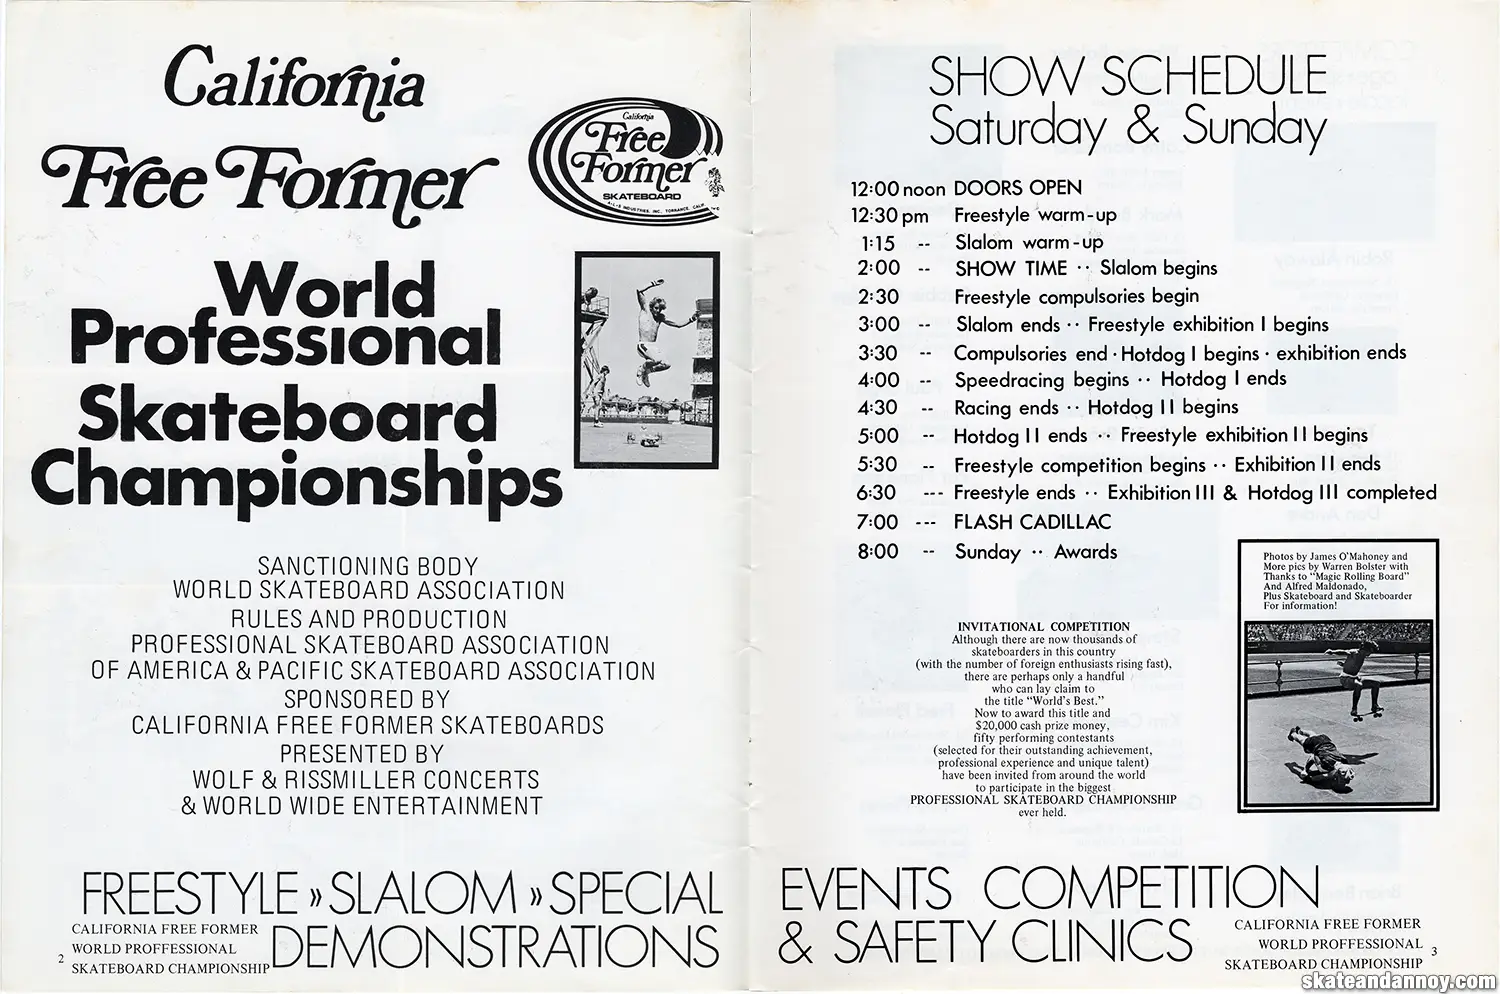 California
Free Former
California
Free
Former
SKATEBOARD
World
Professional
Skateboard
Championships
SANCTIONING BODY
WORLD SKATEBOARD ASSOCIATION
RULES AND PRODUCTION
PROFESSIONAL SKATEBOARD ASSOCIATION
OF AMERICA & PACIFIC SKATEBOARD ASSOCIATION
SPONSORED BY
CALIFORNIA FREE FORMER SKATEBOARDS
PRESENTED BY
WOLF & RISSMILLER CONCERTS
& WORLD WIDE ENTERTAINMENT
FREESTYLE » SLALOM » SPECIAL
DEMONSTRATIONS
CALIFORNIA FREE FORMER
WORLD PROFFESSIONAL
2 SKATEBOARD CHAMPIONSHIP
SHOW SCHEDULE
Saturday & Sunday
12:00 noon DOORS OPEN
12:30 pm Freestyle warm-up
1:15 -- Slalom warm-up
2:00 -- SHOW TIME ·· Slalom begins
2:30 Freestyle compulsories begin
3:00 -- Slalom ends ·· Freestyle exhibition I begins
3:30 -- Compulsories end · Hotdog I begins · exhibition ends
4:00 -- Speedracing begins ·· Hotdog I ends
4:30 -- Racing ends ·· Hotdog II begins
5:00 -- Hotdog II ends ·· Freestyle exhibition II begins
5:30 -- Freestyle competition begins ·· Exhibition II ends
6:30 --- Freestyle ends ·· Exhibition III & Hotdog III completed
7:00 --- FLASH CADILLAC
8:00 -- Sunday ·· Awards
Photos by James O'Mahoney and
More pics by Warren Bolster with
Thanks to "Magic Rolling Board"
And Alfred Maldonado,
Plus Skateboard and Skateboarder
For information!
INVITATIONAL COMPETITION
Although there are now thousands of
skateboarders in this country
(with the number of foreign enthusiasts rising fast),
there are perhaps only a handful
who can lay claim to
the title "World's Best."
Now to award this title and
$20,000 cash prize money,
fifty performing contestants
(selected for their outstanding achievement,
professional experience and unique talent)
have been invited from around the world
to participate in the biggest
PROFESSIONAL SKATEBOARD CHAMPIONSHIP
ever held.
EVENTS COMPETITION
& SAFETY CLINICS
CALIFORNIA FREE FORMER
WORLD PROFFESSIONAL
SKATEBOARD CHAMPIONSHIP 3
skateandannoy.com